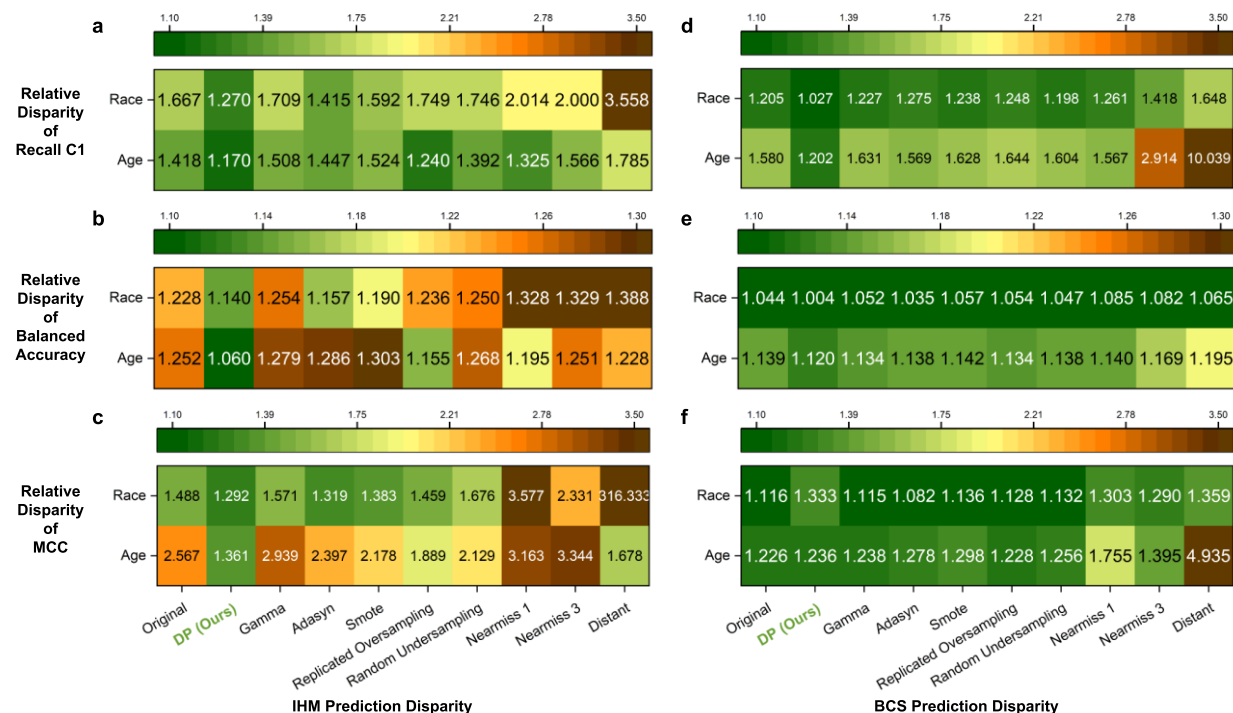 a
1.10 1.39 1.75 2.21 2.78 3.50
Relative
Disparity
of
Recall C1
Race 1.667 1.270 1.709 1.415 1.592 1.749 1.746 2.014 2.000 3.558
Age 1.418 1.170 1.508 1.447 1.524 1.240 1.392 1.325 1.566 1.785
b
1.10 1.14 1.18 1.22 1.26 1.30
Relative
Disparity
of
Balanced
Accuracy
Race 1.228 1.140 1.254 1.157 1.190 1.236 1.250 1.328 1.329 1.388
Age 1.252 1.060 1.279 1.286 1.303 1.155 1.268 1.195 1.251 1.228
c
1.10 1.39 1.75 2.21 2.78 3.50
Relative
Disparity
of
MCC
Race 1.488 1.292 1.571 1.319 1.383 1.459 1.676 3.577 2.331 316.333
Age 2.567 1.361 2.939 2.397 2.178 1.889 2.129 3.163 3.344 1.678
Original
DP (Ours)
Gamma
Adasyn
Smote
Replicated Oversampling
Random Undersampling
Nearmiss 1
Nearmiss 3
Distant
IHM Prediction Disparity
d
1.10 1.39 1.75 2.21 2.78 3.50
Race 1.205 1.027 1.227 1.275 1.238 1.248 1.198 1.261 1.418 1.648
Age 1.580 1.202 1.631 1.569 1.628 1.644 1.604 1.567 2.914 10.039
e
1.10 1.14 1.18 1.22 1.26 1.30
Race 1.044 1.004 1.052 1.035 1.057 1.054 1.047 1.085 1.082 1.065
Age 1.139 1.120 1.134 1.138 1.142 1.134 1.138 1.140 1.169 1.195
f
1.10 1.39 1.75 2.21 2.78 3.50
Race 1.116 1.333 1.115 1.082 1.136 1.128 1.132 1.303 1.290 1.359
Age 1.226 1.236 1.238 1.278 1.298 1.228 1.256 1.755 1.395 4.935
Original
DP (Ours)
Gamma
Adasyn
Smote
Replicated Oversampling
Random Undersampling
Nearmiss 1
Nearmiss 3
Distant
BCS Prediction Disparity